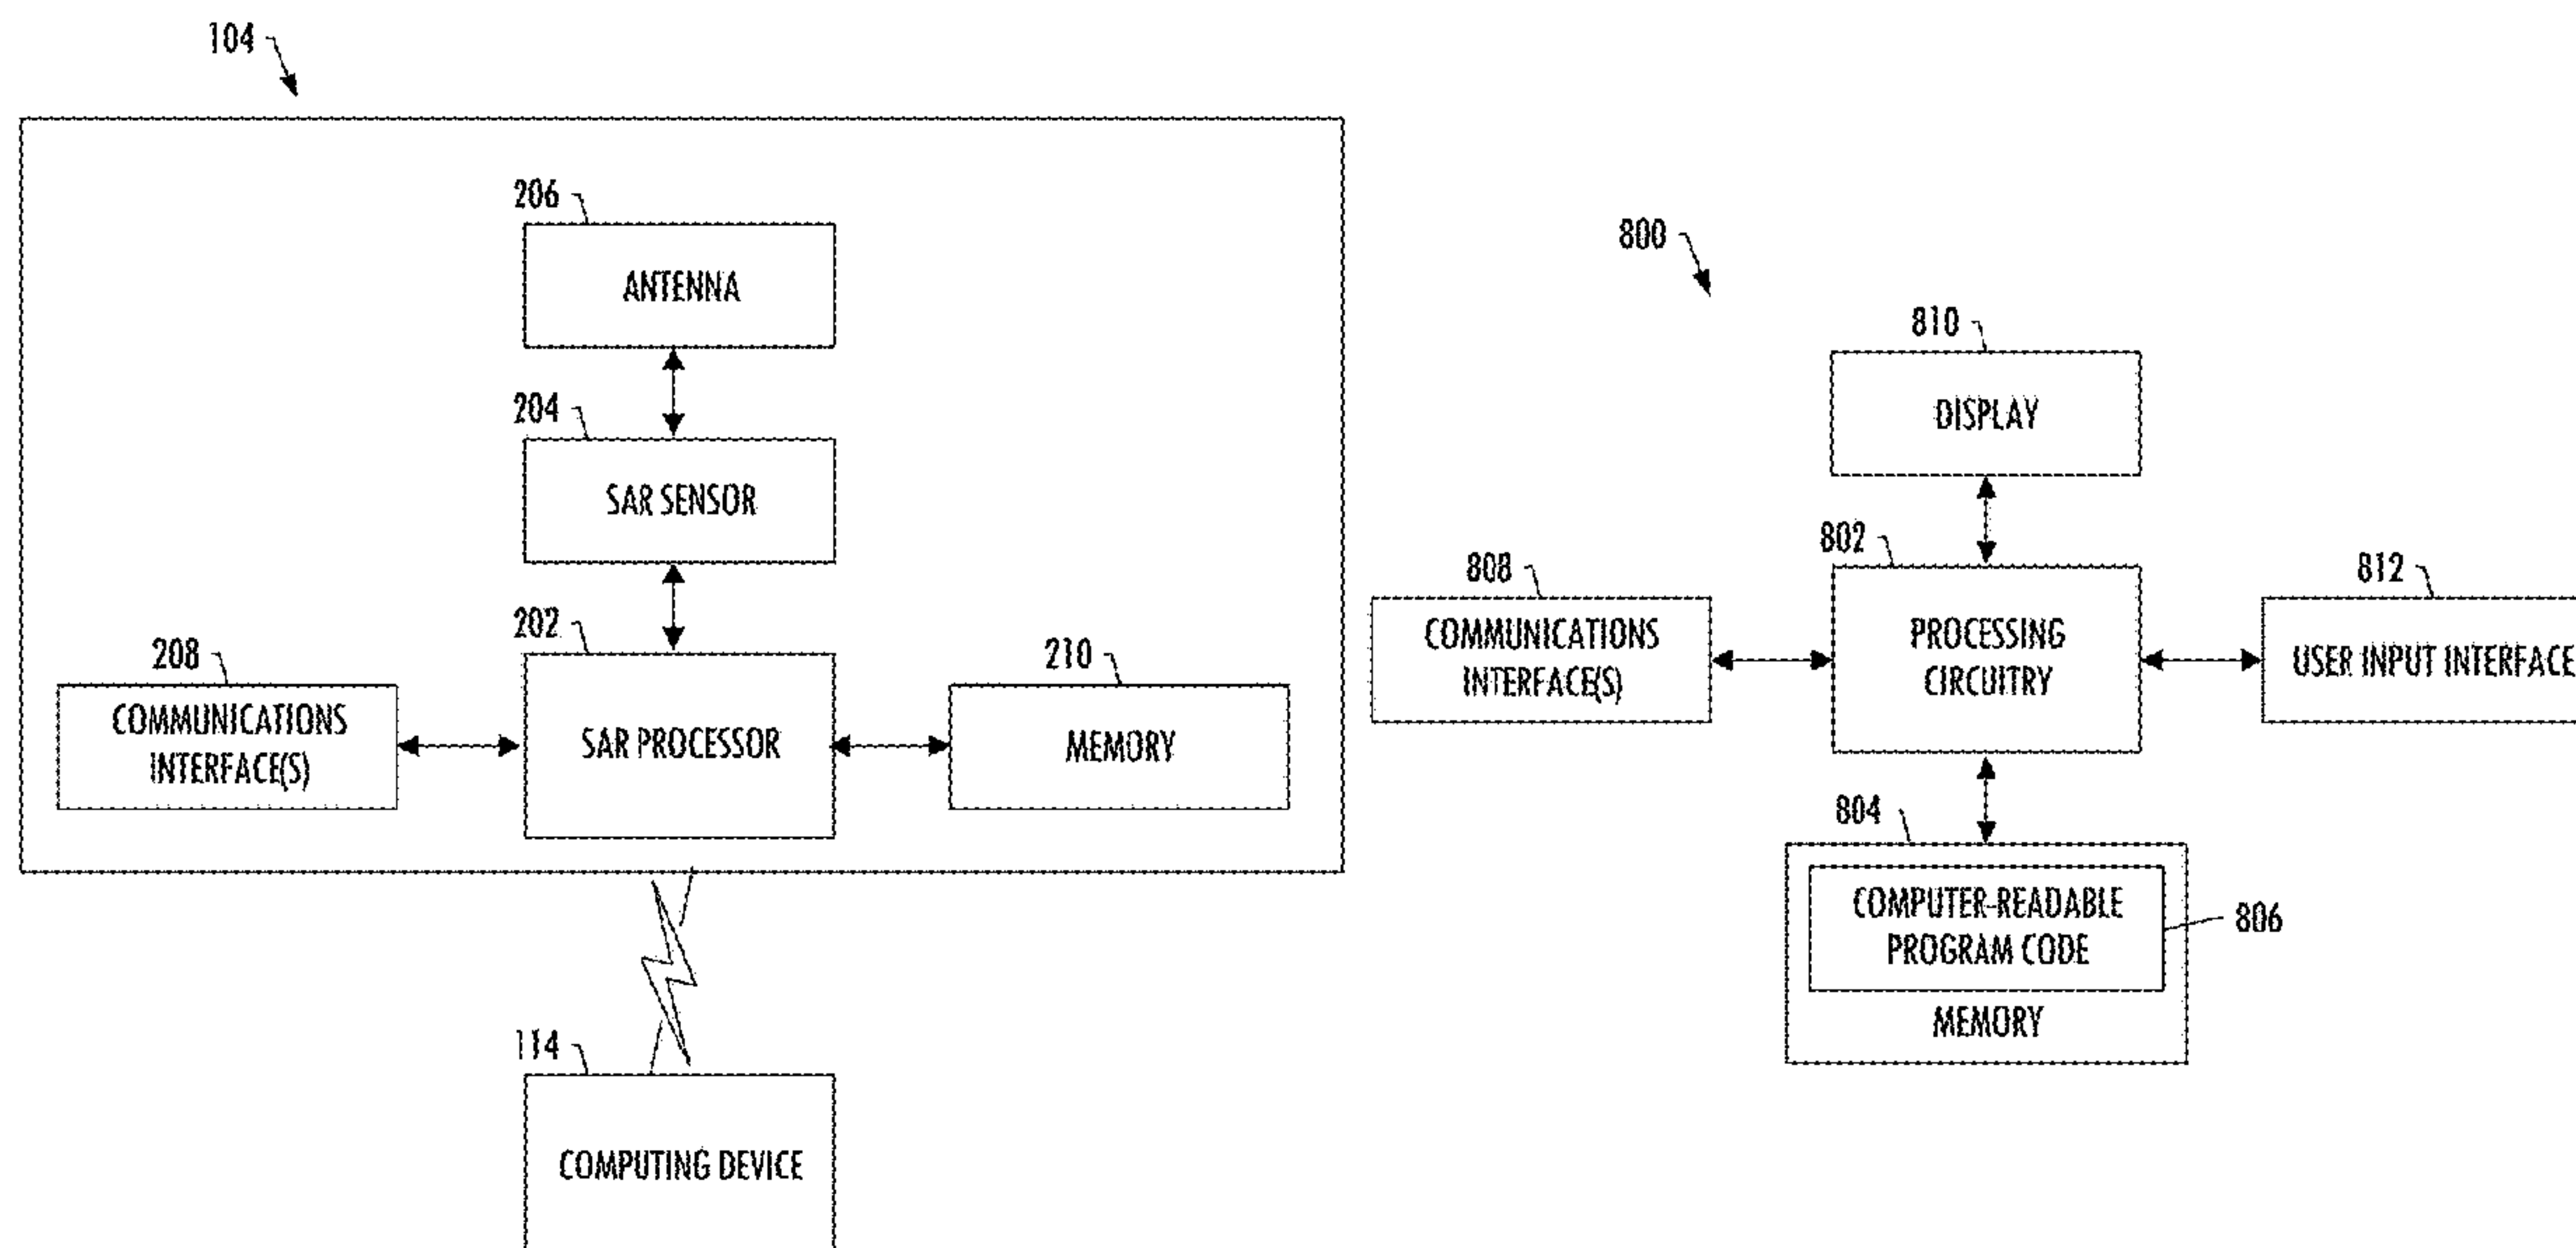 104
206
ANTENNA
204
SAR SENSOR
202
208
210
COMMUNICATIONS
INTERFACE(S)
SAR PROCESSOR
MEMORY
114
COMPUTING DEVICE
800
810
DISPLAY
802
808
812
COMMUNICATIONS
INTERFACE(S)
PROCESSING
CIRCUITRY
USER INPUT INTERFACE
804
COMPUTER-READABLE
PROGRAM CODE
806
MEMORY